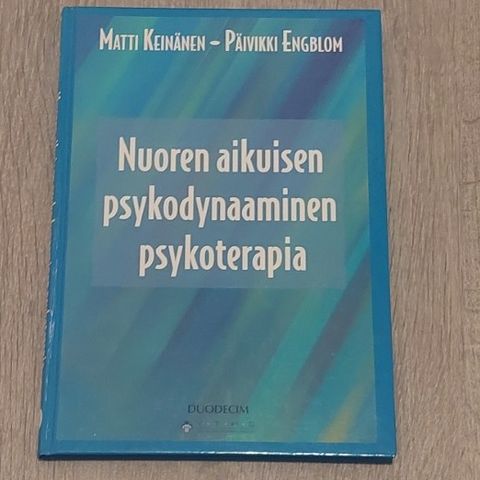 Matti Keinänen – Päivikki Engblom
Nuoren aikuisen
psykodynaaminen
psykoterapia
DUODECIM